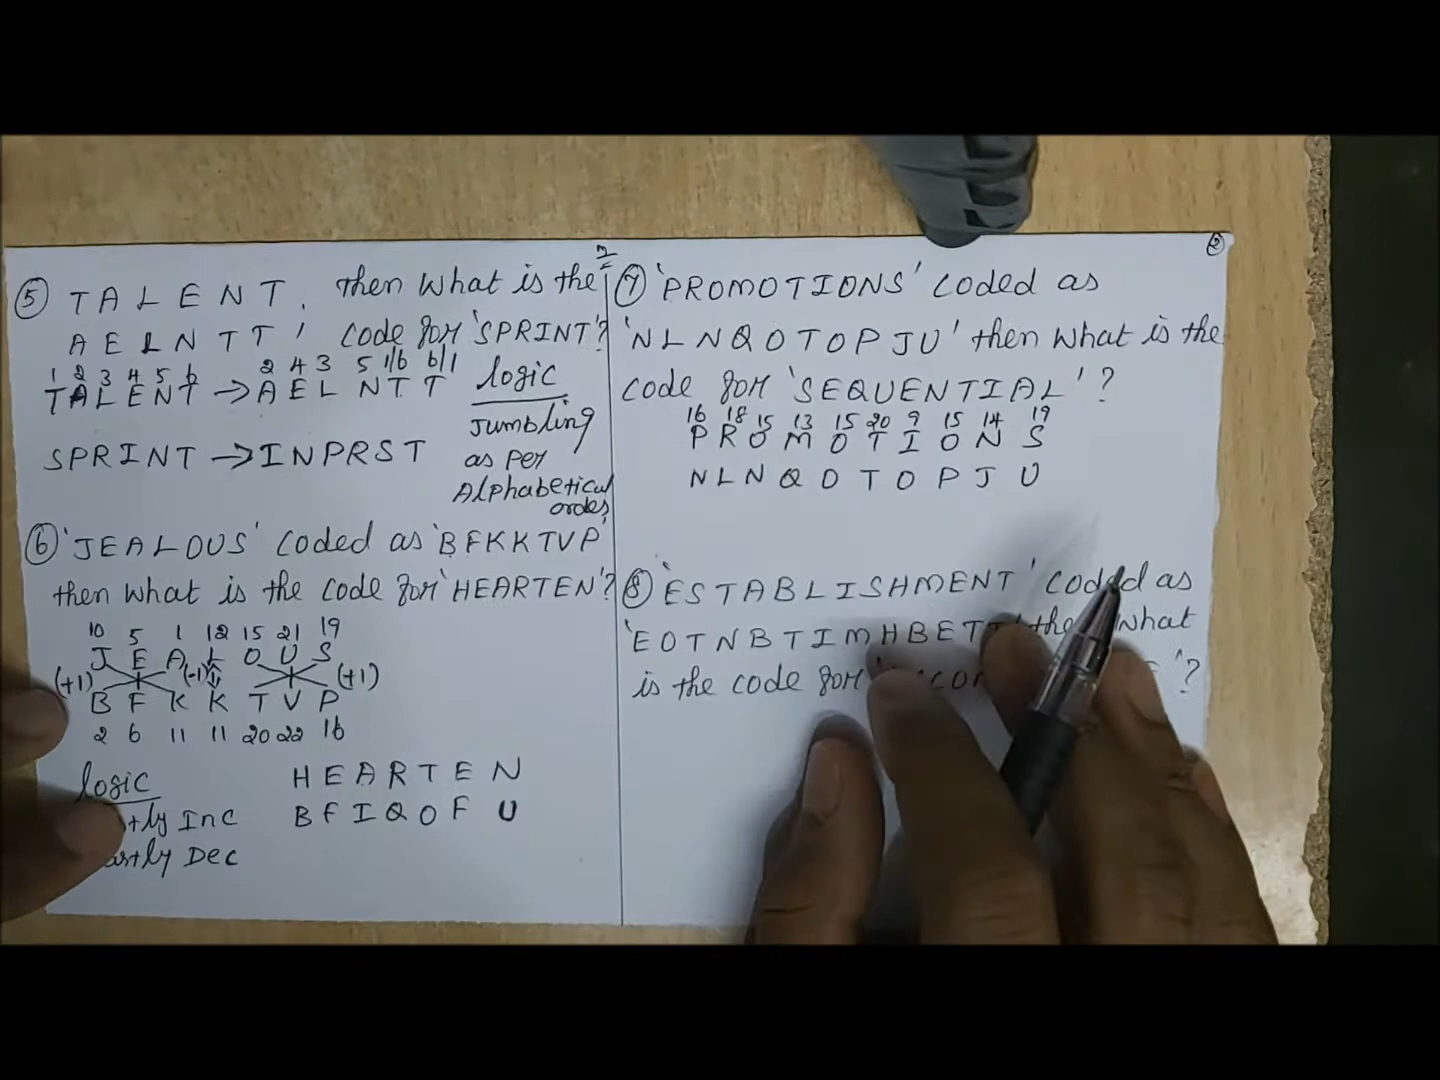 ②
⑤ TALENT, then what is the
AELNTT' code for 'SPRINT'?
1 2 3 4 5 6 2 4 3 5 1/6 6/1
TALENT → AELNTT logic
Jumbling
SPRINT → INPRST as per
Alphabetical
order
⑥ 'JEALOUS' coded as 'BFKKTVP'
then what is the code for 'HEARTEN'?
10 5 1 12 15 21 19
J E A L O U S
(+1) (-1) (+1)
B F K K T V P
2 6 11 11 20 22 16
logic H E A R T E N
Inc B F I Q O F U
Dec
⑦ 'PROMOTIONS' coded as
'NLNQOTOPJU' then what is the
code for 'SEQUENTIAL'?
16 18 15 13 15 20 9 15 14 19
P R O M O T I O N S
N L N Q O T O P J U
⑧ 'ESTABLISHMENT' coded as
'EOTNBTIMHBET what
is the code for '?